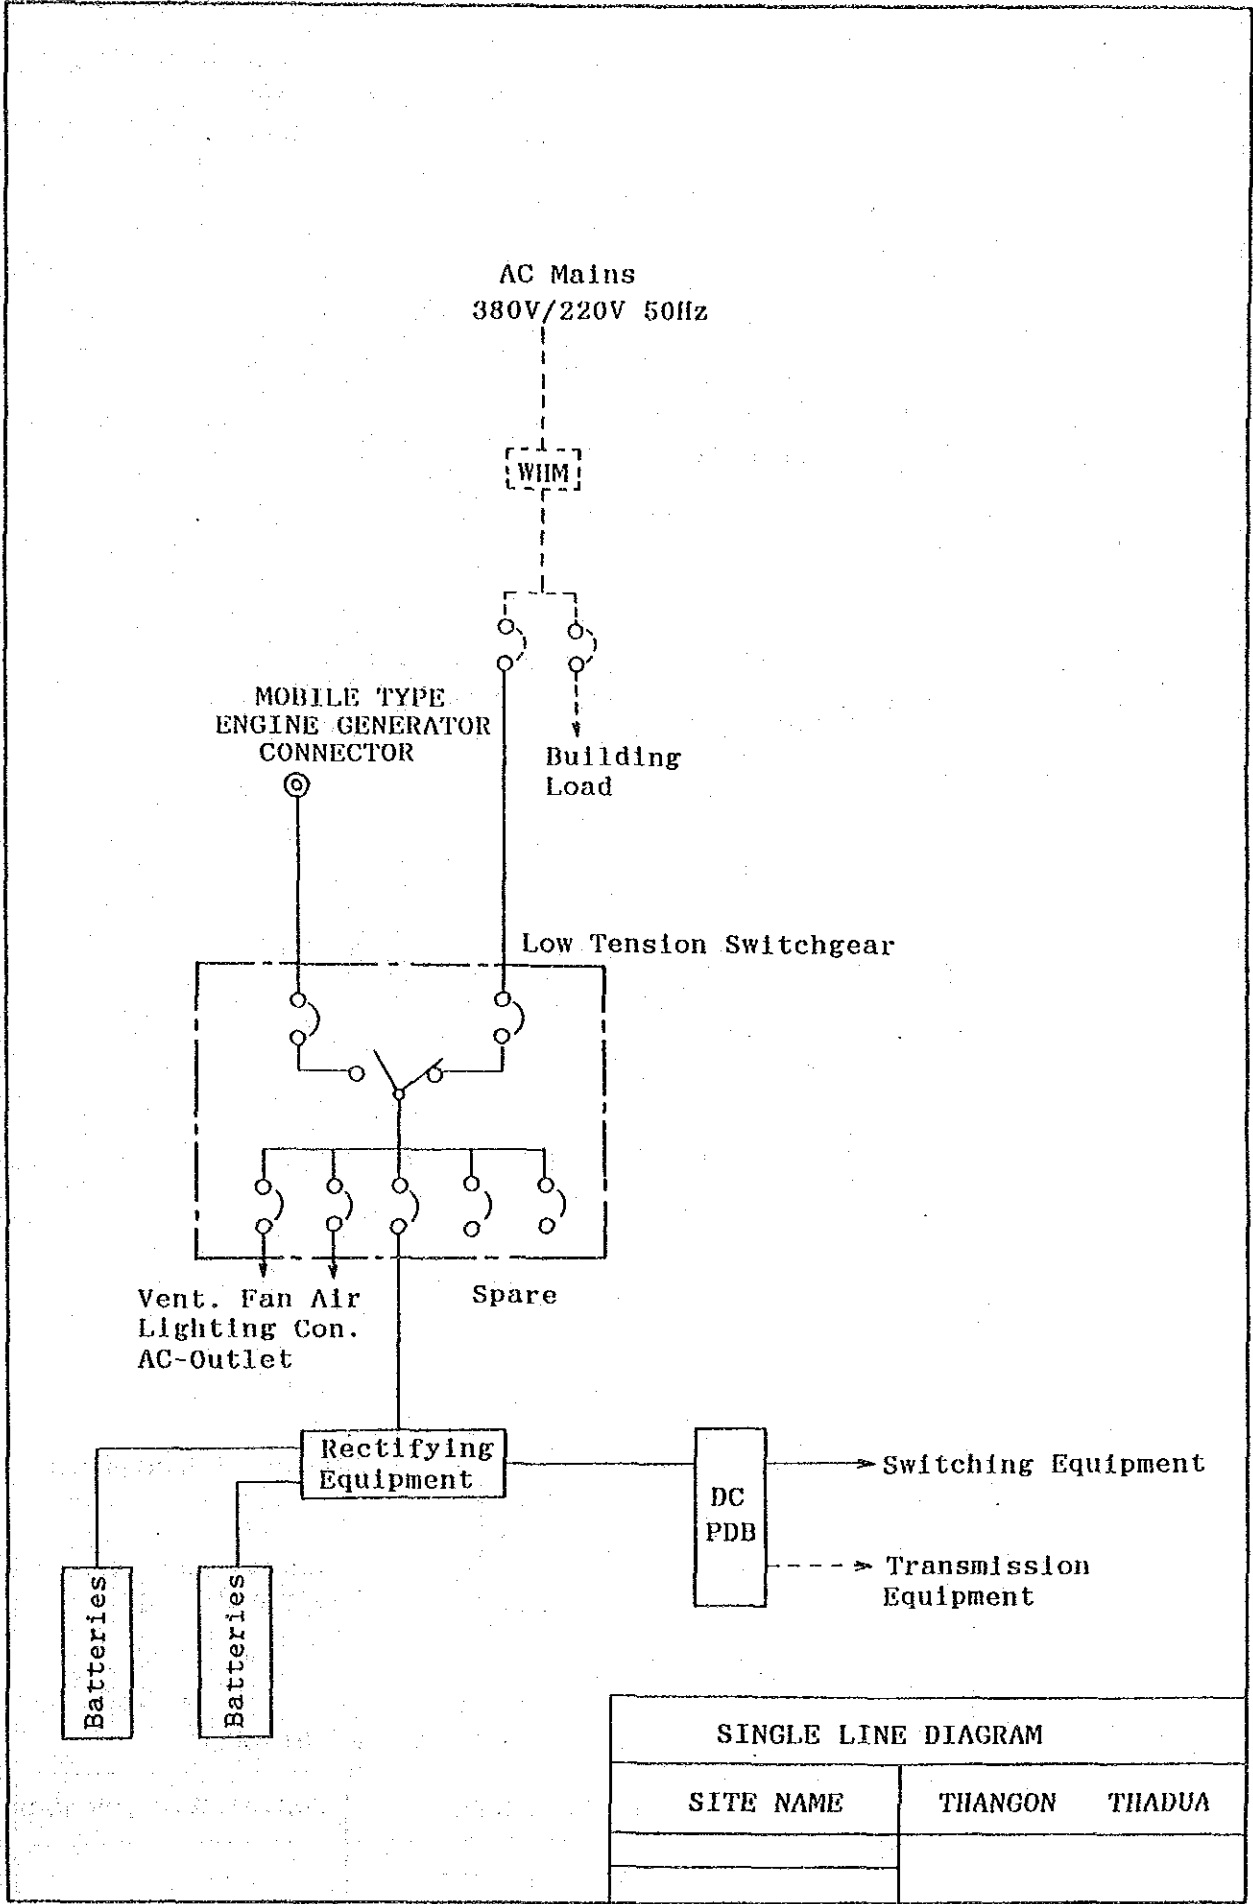 AC Mains
380V/220V 50Hz
WHM
MOBILE TYPE
ENGINE GENERATOR
CONNECTOR
Building
Load
Low Tension Switchgear
Vent. Fan Air
Lighting Con.
AC-Outlet
Spare
Rectifying
Equipment
DC
PDB
Switching Equipment
Transmission
Equipment
Batteries
Batteries
SINGLE LINE DIAGRAM
SITE NAME
THANGON THADUA